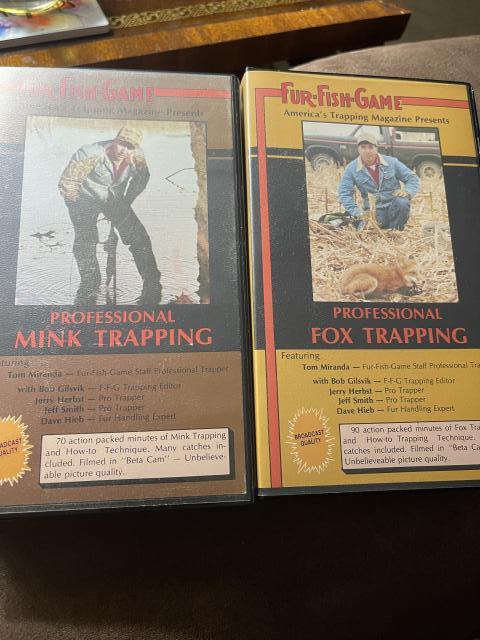 FUR-FISH-GAME
Trapping Magazine Presents
PROFESSIONAL
MINK TRAPPING
Featuring
Tom Miranda — Fur-Fish-Game Staff Professional Trapper
with Bob Gilsvik — F-F-G Trapping Editor
Jerry Herbst — Pro Trapper
Jeff Smith — Pro Trapper
Dave Hieb — Fur Handling Expert
BROADCAST
QUALITY
70 action packed minutes of Mink Trapping
and How-to Technique. Many catches in-
cluded. Filmed in "Beta Cam" — Unbelieve-
able picture quality.
FUR-FISH-GAME
America's Trapping Magazine Presents
PROFESSIONAL
FOX TRAPPING
Featuring
Tom Miranda — Fur-Fish-Game Staff Professional Tra
with Bob Gilsvik — F-F-G Trapping Editor
Jerry Herbst — Pro Trapper
Jeff Smith — Pro Trapper
Dave Hieb — Fur Handling Expert
BROADCAST
QUALITY
90 action packed minutes of Fox Tra
and How-to Trapping Technique.
catches included. Filmed in "Beta Ca
Unbelieveable picture quality.